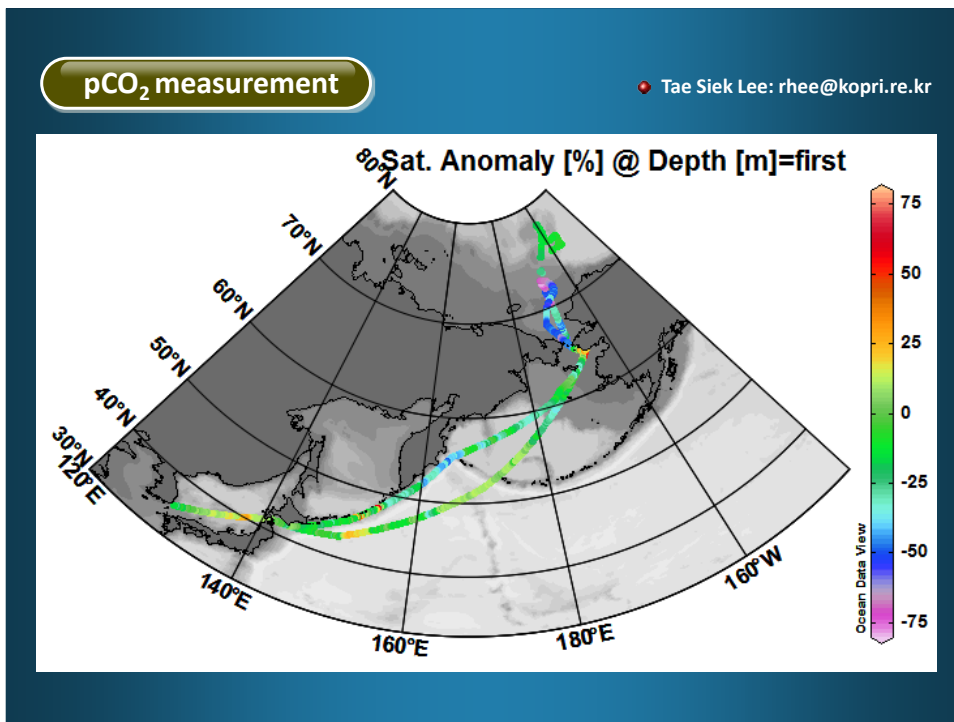 pCO₂ measurement
Tae Siek Lee: rhee@kopri.re.kr
Sat. Anomaly [%] @ Depth [m]=first
80°N
70°N
60°N
50°N
40°N
30°N
120°E
140°E
160°E
180°E
160°W
75
50
25
0
-25
-50
-75
Ocean Data View